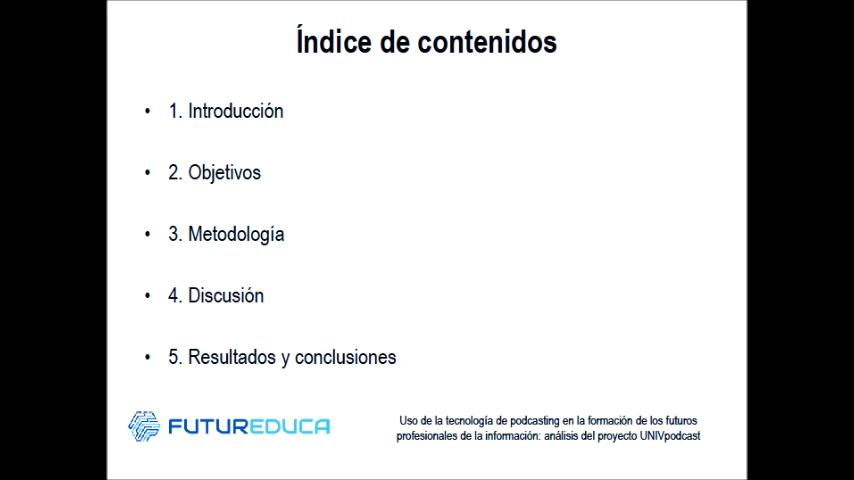 Índice de contenidos
• 1. Introducción
• 2. Objetivos
• 3. Metodología
• 4. Discusión
• 5. Resultados y conclusiones
FUTUREDUCA
Uso de la tecnología de podcasting en la formación de los futuros
profesionales de la información: análisis del proyecto UNIVpodcast